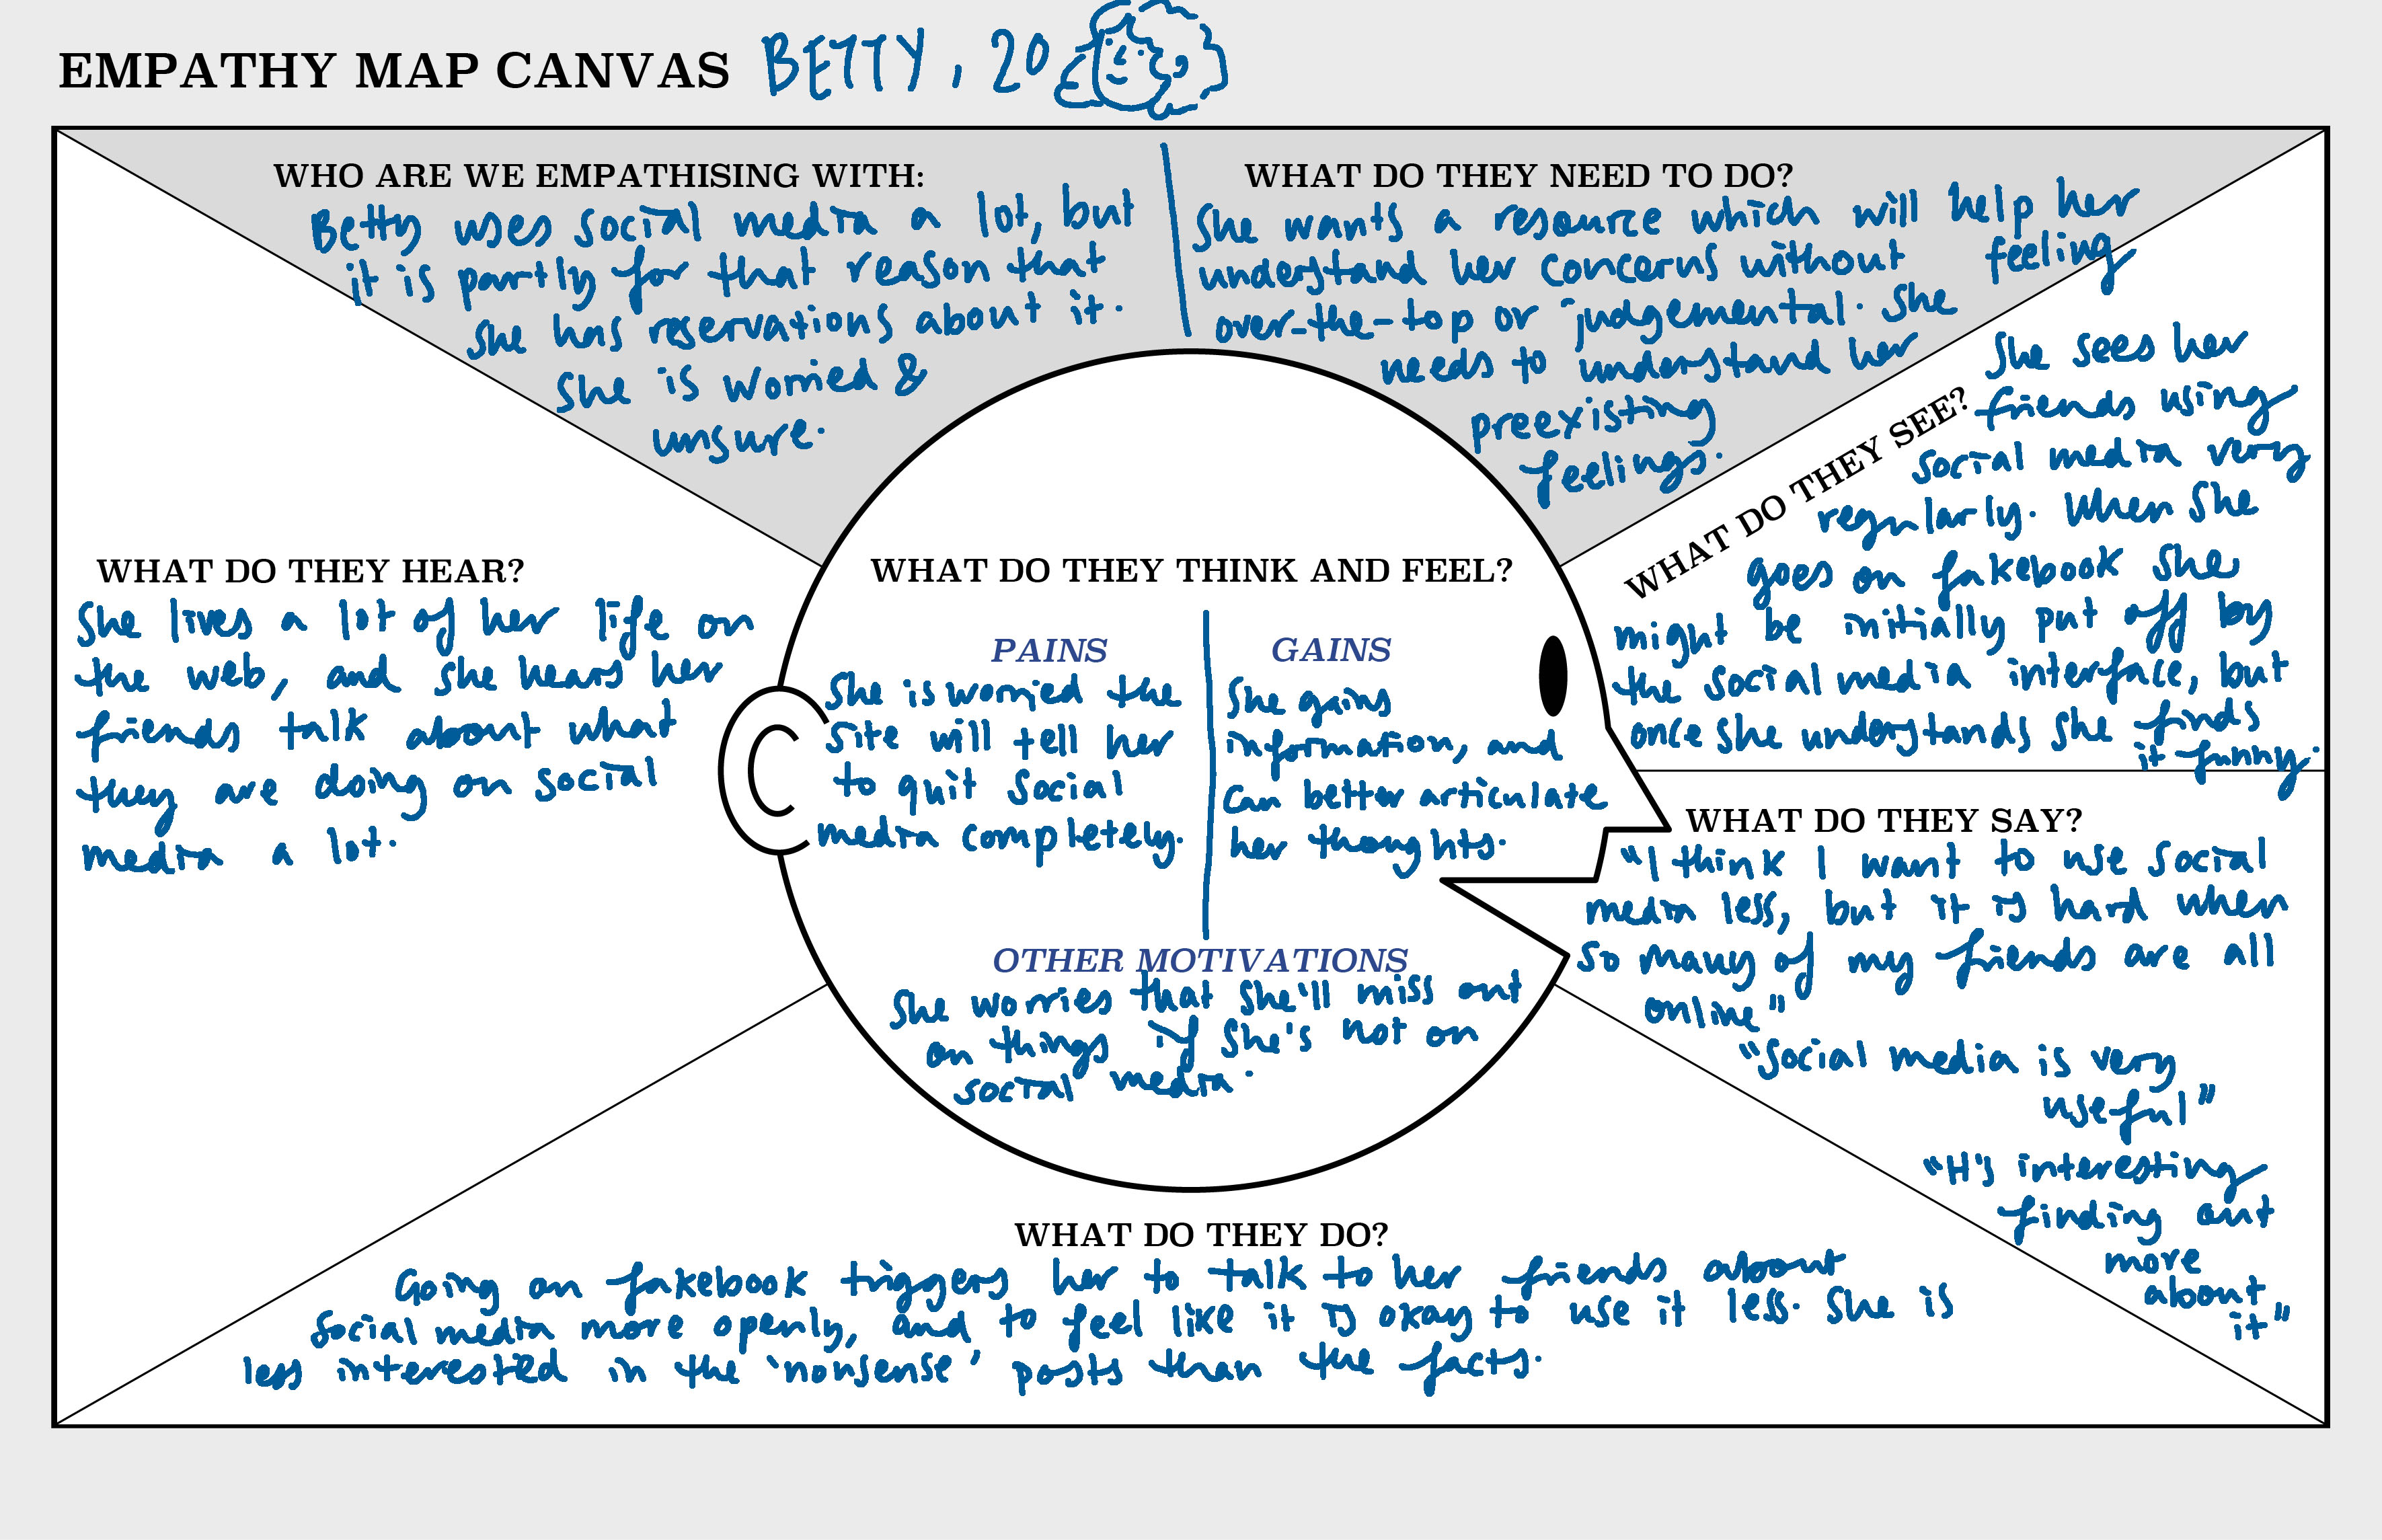 EMPATHY MAP CANVAS BETTY, 20
WHO ARE WE EMPATHISING WITH:
Betty uses social media a lot, but
it is partly for that reason that
she has reservations about it.
She is worried &
unsure.
WHAT DO THEY NEED TO DO?
She wants a resource which will help her
understand her concerns without feeling
over-the-top or judgemental. She
needs to understand her
preexisting
feelings.
WHAT DO THEY SEE?
She sees her
friends using
social media very
regularly. When she
goes on fakebook she
might be initially put off by
the social media interface, but
once she understands she finds
it funny.
WHAT DO THEY HEAR?
She lives a lot of her life on
the web, and she hears her
friends talk about what
they are doing on social
media a lot.
WHAT DO THEY THINK AND FEEL?
PAINS
She is worried the
site will tell her
to quit social
media completely.
GAINS
She gains
information, and
can better articulate
her thoughts.
OTHER MOTIVATIONS
She worries that she'll miss out
on things if she's not on
social media.
WHAT DO THEY SAY?
"I think I want to use social
media less, but it is hard when
so many of my friends are all
online"
"Social media is very
useful"
"It's interesting
finding out
more
about
it"
WHAT DO THEY DO?
Going on fakebook triggers her to talk to her friends about
social media more openly, and to feel like it is okay to use it less. She is
less interested in the 'nonsense' posts than the facts.